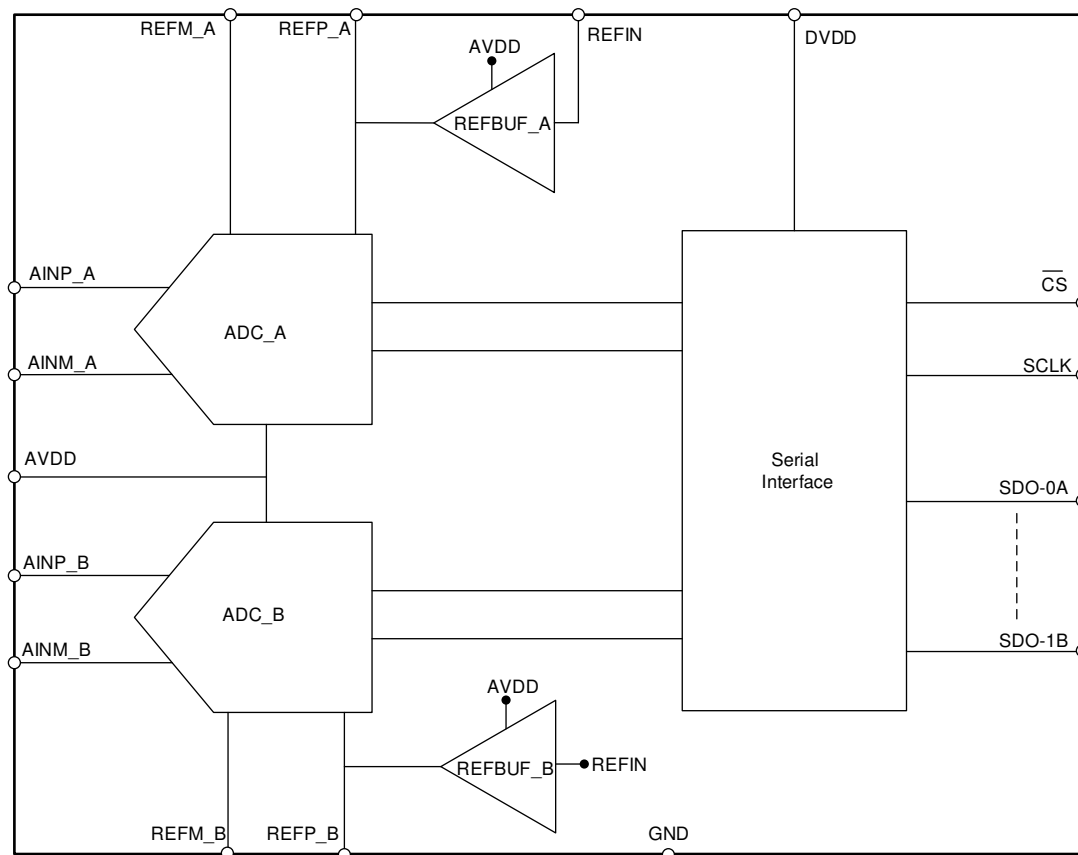 REFM_A
REFP_A
REFIN
DVDD
AVDD
REFBUF_A
AINP_A
ADC_A
AINM_A
CS
SCLK
AVDD
Serial
Interface
SDO-0A
AINP_B
ADC_B
AINM_B
SDO-1B
AVDD
REFBUF_B
REFIN
REFM_B
REFP_B
GND